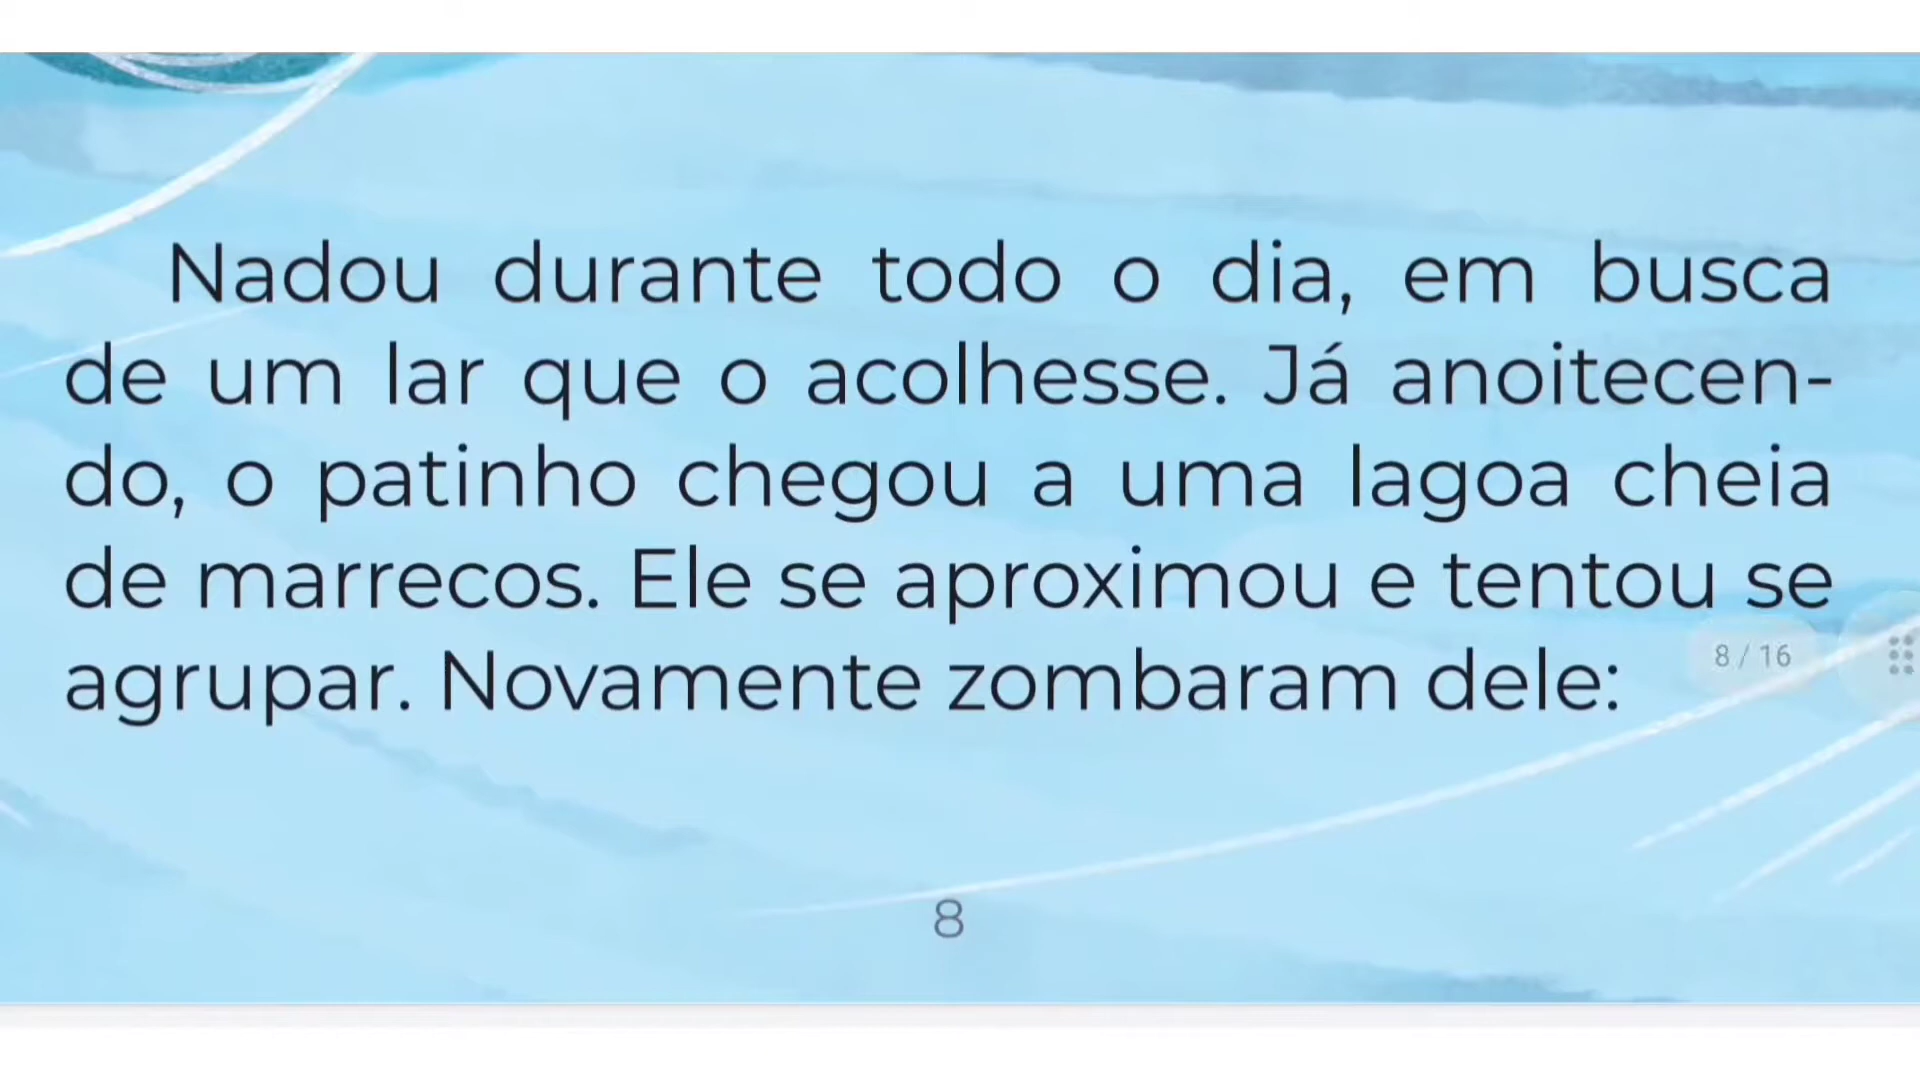 Nadou durante todo o dia, em busca
de um lar que o acolhesse. Já anoitecen-
do, o patinho chegou a uma lagoa cheia
de marrecos. Ele se aproximou e tentou se
agrupar. Novamente zombaram dele:
8 / 16
8